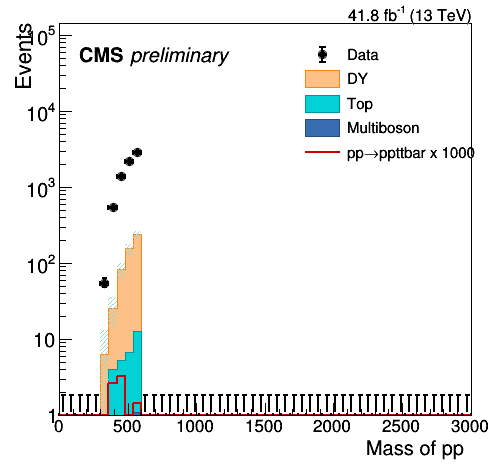 41.8 fb⁻¹ (13 TeV)
Events
CMS preliminary
Data
DY
Top
Multiboson
pp→ppttbar x 1000
10⁵
10⁴
10³
10²
10
1
0 500 1000 1500 2000 2500 3000
Mass of pp